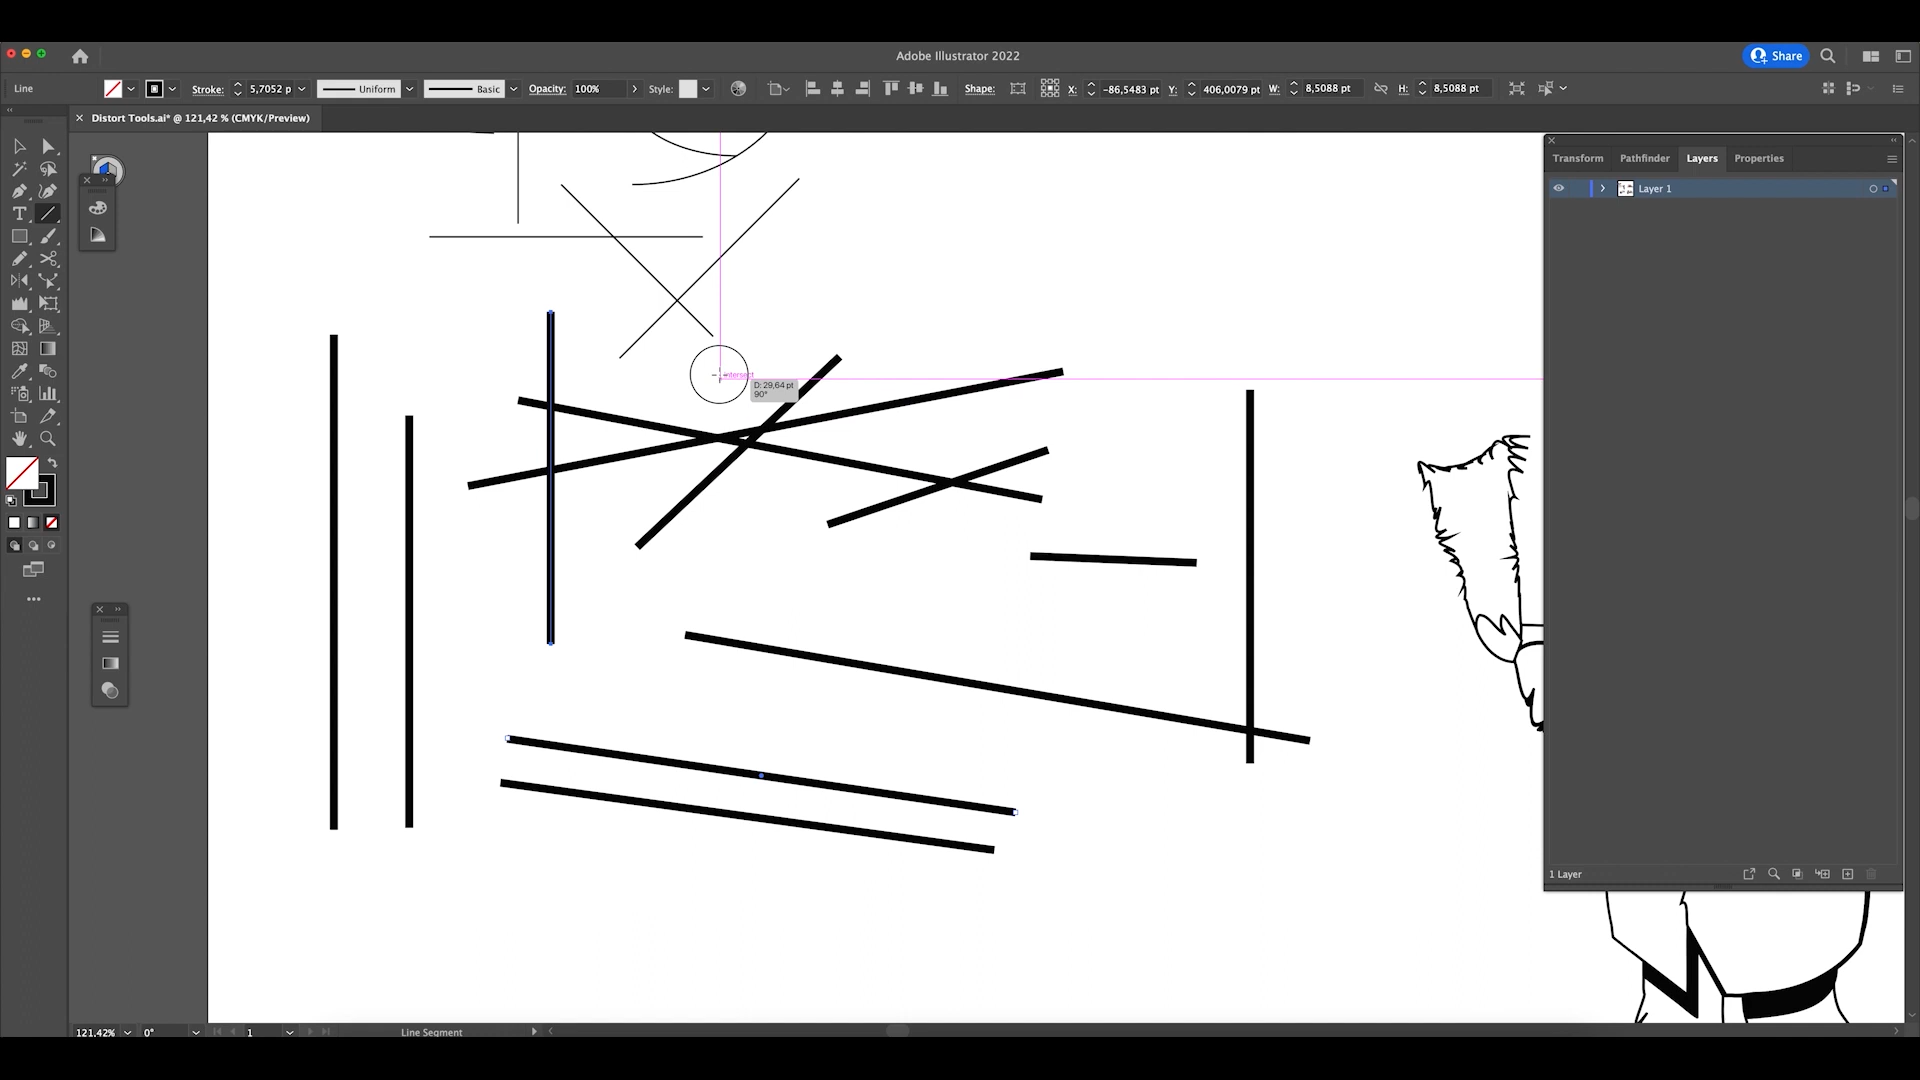 Adobe Illustrator 2022
Share
Line
Stroke: 5,7052 p Uniform Basic Opacity: 100% Style: Shape: X: -86,5483 pt Y: 406,0079 pt W: 8,5088 pt H: 8,5088 pt
Distort Tools.ai* @ 121,42 % (CMYK/Preview)
Transform Pathfinder Layers Properties
Layer 1
intersect
D: 29,64 pt
90°
1 Layer
121,42% 0° 1 Line Segment